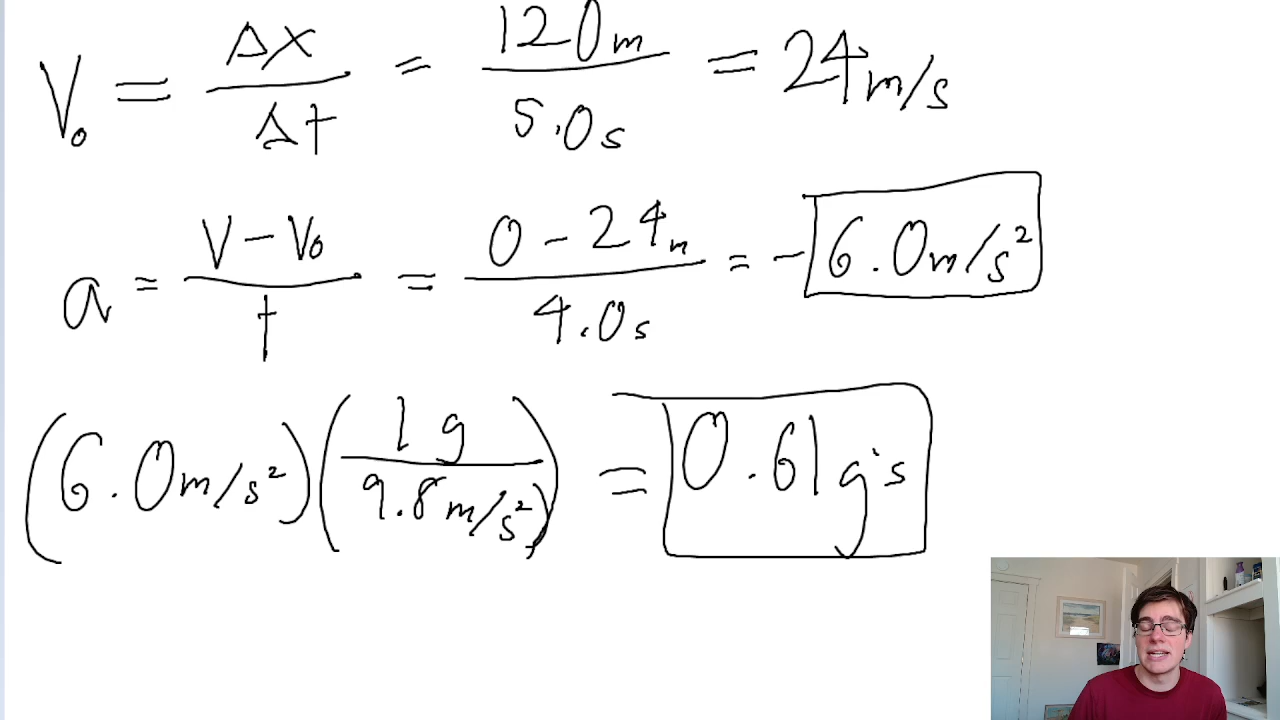 V₀ = Δx/Δt = 120m/5.0s = 24m/s
a = V-V₀/t = 0-24m/4.0s = -6.0m/s²
(6.0m/s²)(1g/9.8m/s²) = 0.61g's